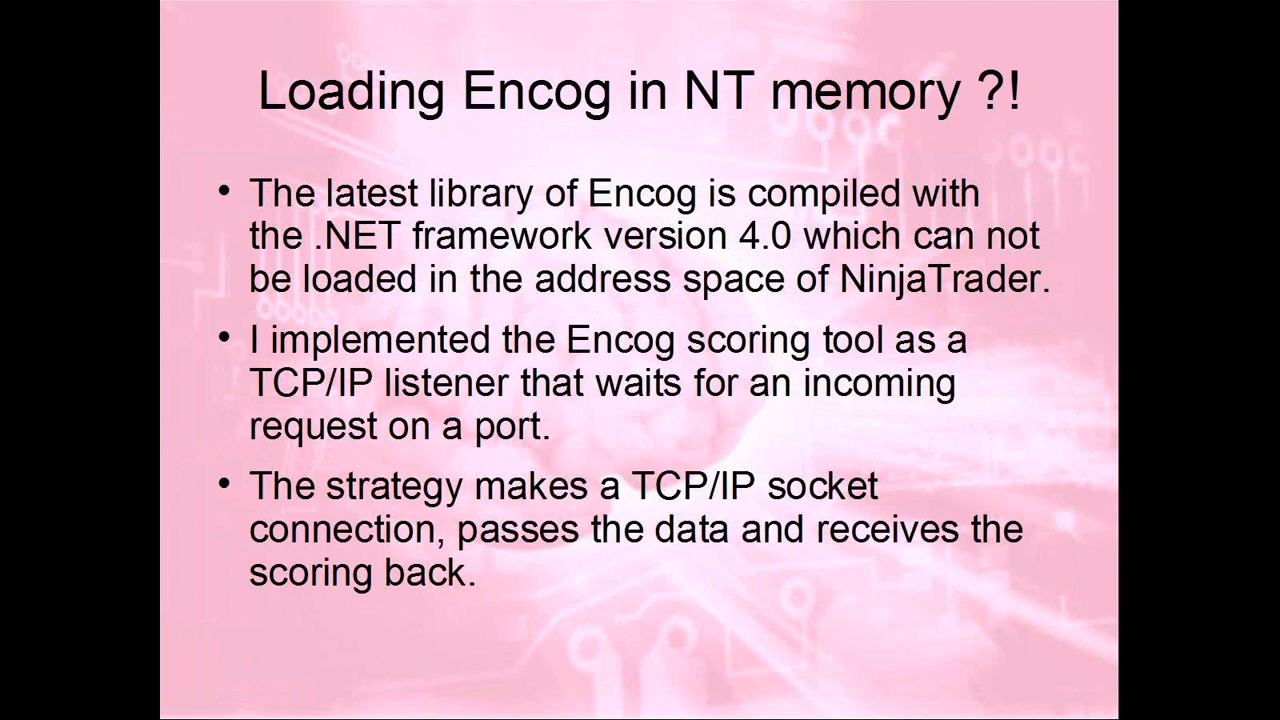 Loading Encog in NT memory ?!
• The latest library of Encog is compiled with
the .NET framework version 4.0 which can not
be loaded in the address space of NinjaTrader.
• I implemented the Encog scoring tool as a
TCP/IP listener that waits for an incoming
request on a port.
• The strategy makes a TCP/IP socket
connection, passes the data and receives the
scoring back.